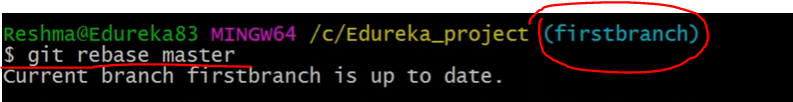 Reshma@Edureka83 MINGW64 /c/Edureka_project (firstbranch)
$ git rebase master
Current branch firstbranch is up to date.